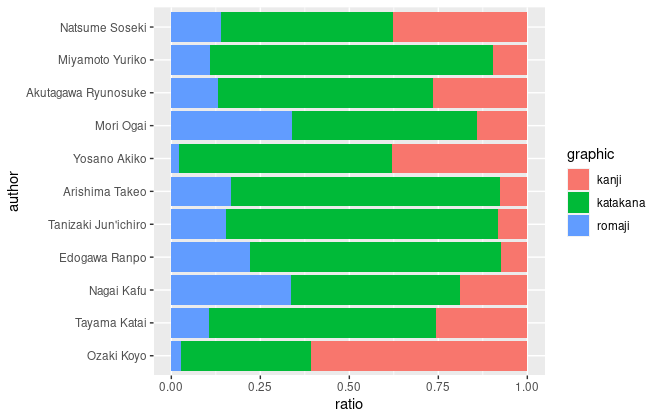 Natsume Soseki
Miyamoto Yuriko
Akutagawa Ryunosuke
Mori Ogai
Yosano Akiko
Arishima Takeo
Tanizaki Jun'ichiro
Edogawa Ranpo
Nagai Kafu
Tayama Katai
Ozaki Koyo
author
0.00 0.25 0.50 0.75 1.00
ratio
graphic
kanji
katakana
romaji